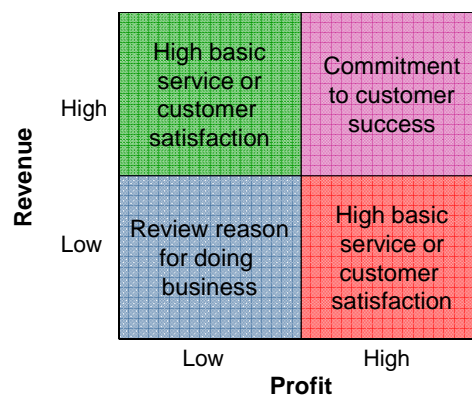 High basic
service or
customer
satisfaction
Commitment
to customer
success
High
Revenue
Low
Review reason
for doing
business
High basic
service or
customer
satisfaction
Low
High
Profit